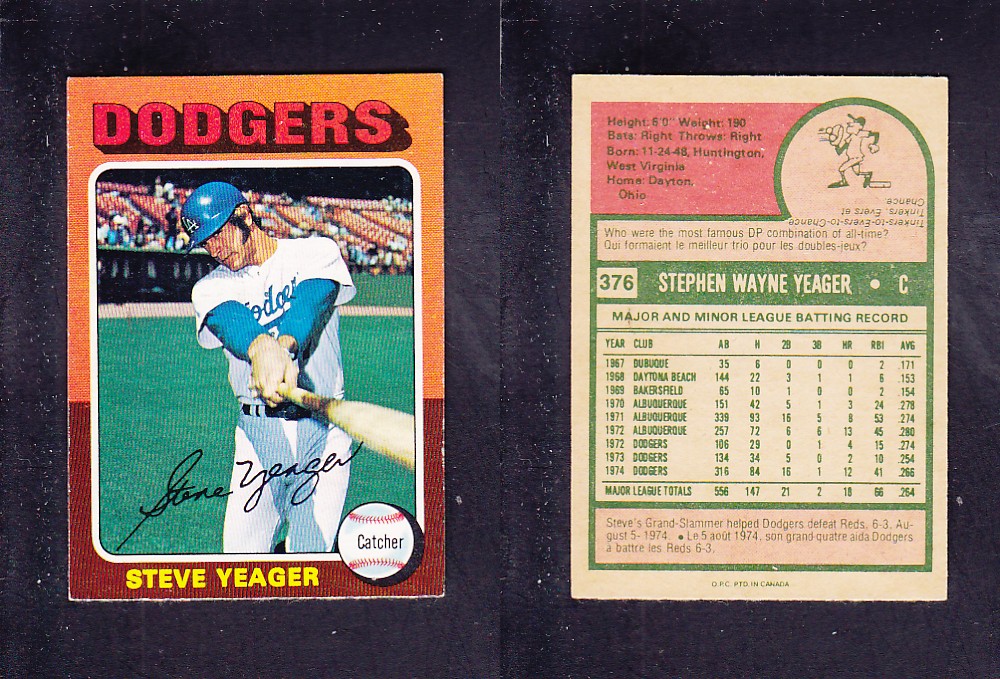 DODGERS
LA
Dodgers
Steve Yeager
Catcher
STEVE YEAGER
Height: 6'0" Weight: 190
Bats: Right Throws: Right
Born: 11-24-48, Huntington,
West Virginia
Home: Dayton,
Ohio
Tinkers-to-Evers-to-Chance
Tinkers, Evers et
Chance
Who were the most famous DP combination of all-time?
Qui formaient le meilleur trio pour les doubles-jeux?
376 STEPHEN WAYNE YEAGER • C
MAJOR AND MINOR LEAGUE BATTING RECORD
YEAR CLUB AB H 2B 3B HR RBI AVG
1967 DUBUQUE 35 6 0 0 0 2 .171
1968 DAYTONA BEACH 144 22 3 1 1 6 .153
1969 BAKERSFIELD 65 10 1 0 0 2 .154
1970 ALBUQUERQUE 151 42 5 1 3 24 .278
1971 ALBUQUERQUE 339 93 16 5 8 53 .274
1972 ALBUQUERQUE 257 72 6 6 13 45 .280
1972 DODGERS 106 29 0 1 4 15 .274
1973 DODGERS 134 34 5 0 2 10 .254
1974 DODGERS 316 84 16 1 12 41 .266
MAJOR LEAGUE TOTALS 556 147 21 2 18 66 .264
Steve's Grand-Slammer helped Dodgers defeat Reds, 6-3, Au-
gust 5- 1974. • Le 5 août 1974, son grand-quatre aida Dodgers
à battre les Reds 6-3.
O.P.C. PTD. IN CANADA